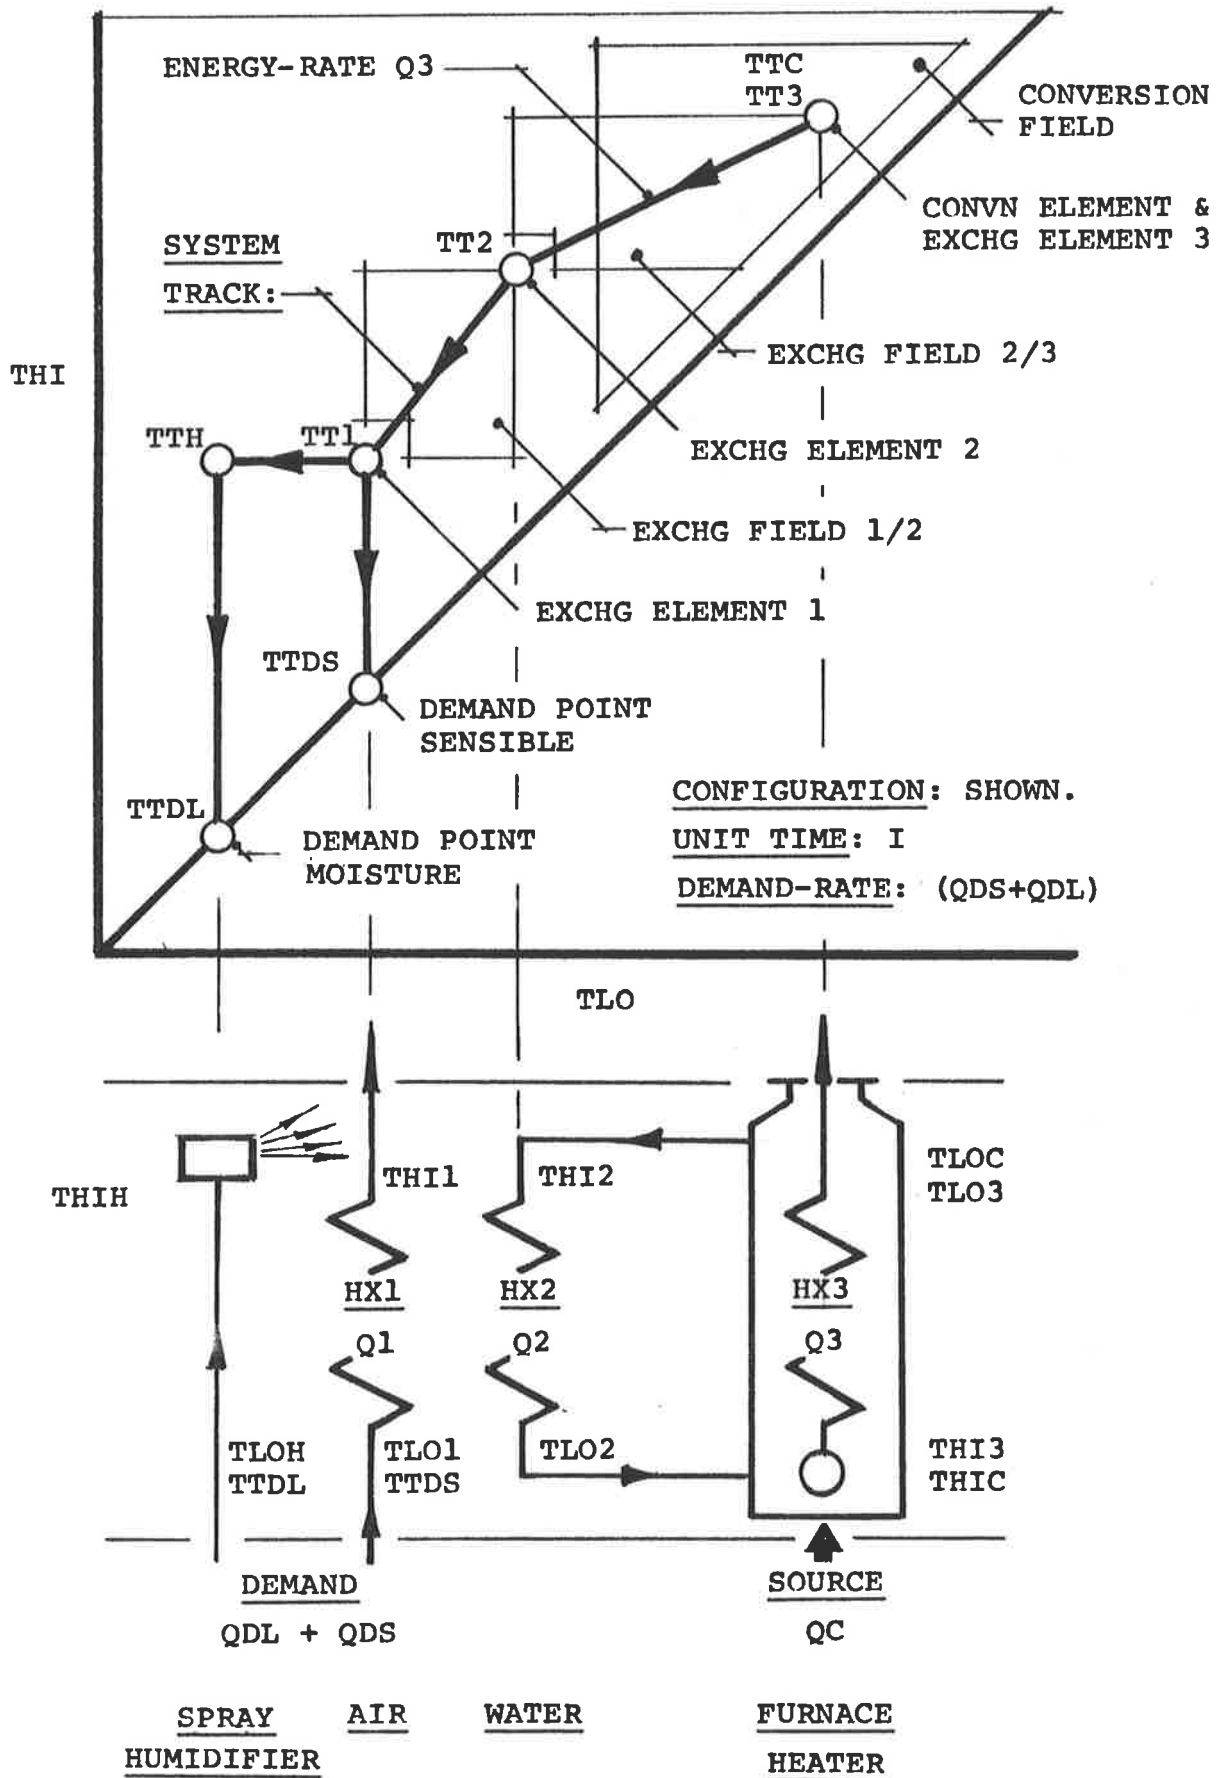 ENERGY-RATE Q3
TTC
TT3
CONVERSION
FIELD
CONVN ELEMENT &
EXCHG ELEMENT 3
TT2
SYSTEM
TRACK:
EXCHG FIELD 2/3
THI
TTH
TT1
EXCHG ELEMENT 2
EXCHG FIELD 1/2
EXCHG ELEMENT 1
TTDS
DEMAND POINT
SENSIBLE
CONFIGURATION: SHOWN.
TTDL
DEMAND POINT
MOISTURE
UNIT TIME: I
DEMAND-RATE: (QDS+QDL)
TLO
THIH
THI1
THI2
TLOC
TLO3
HX1
HX2
HX3
Q1
Q2
Q3
TLOH
TTDL
TLO1
TTDS
TLO2
THI3
THIC
DEMAND
QDL + QDS
SOURCE
QC
SPRAY
HUMIDIFIER
AIR
WATER
FURNACE
HEATER